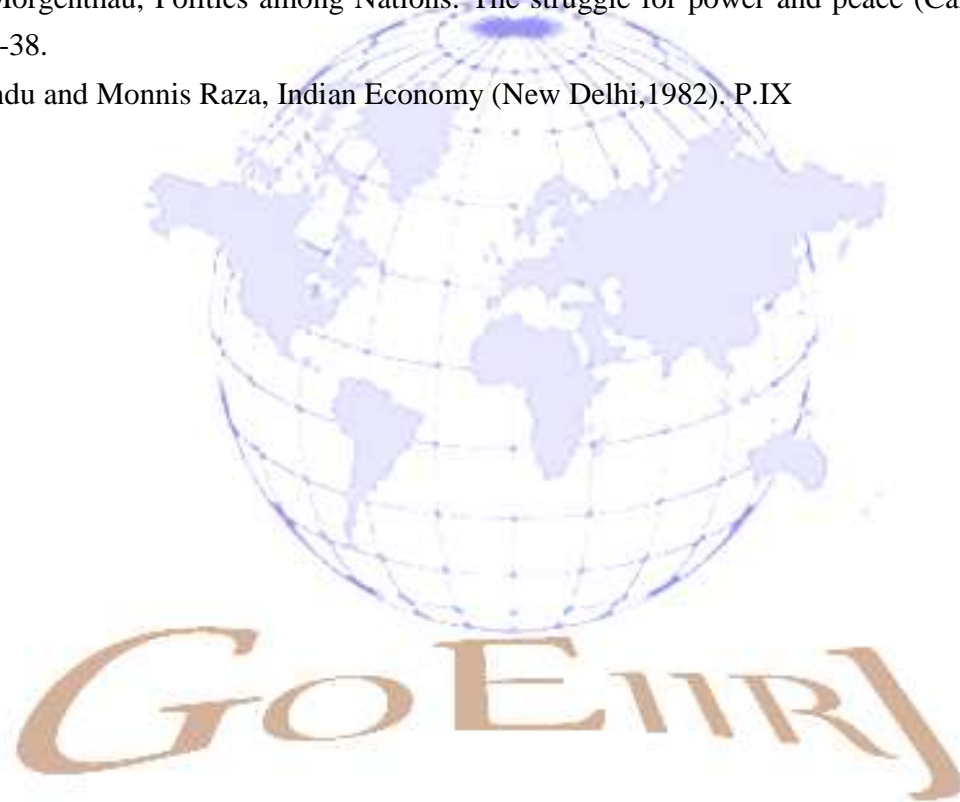 Morgenthau, Politics among Nations: The struggle for power and peace (Cal
-38.
ndu and Monnis Raza, Indian Economy (New Delhi,1982). P.IX
GOEIIRJ